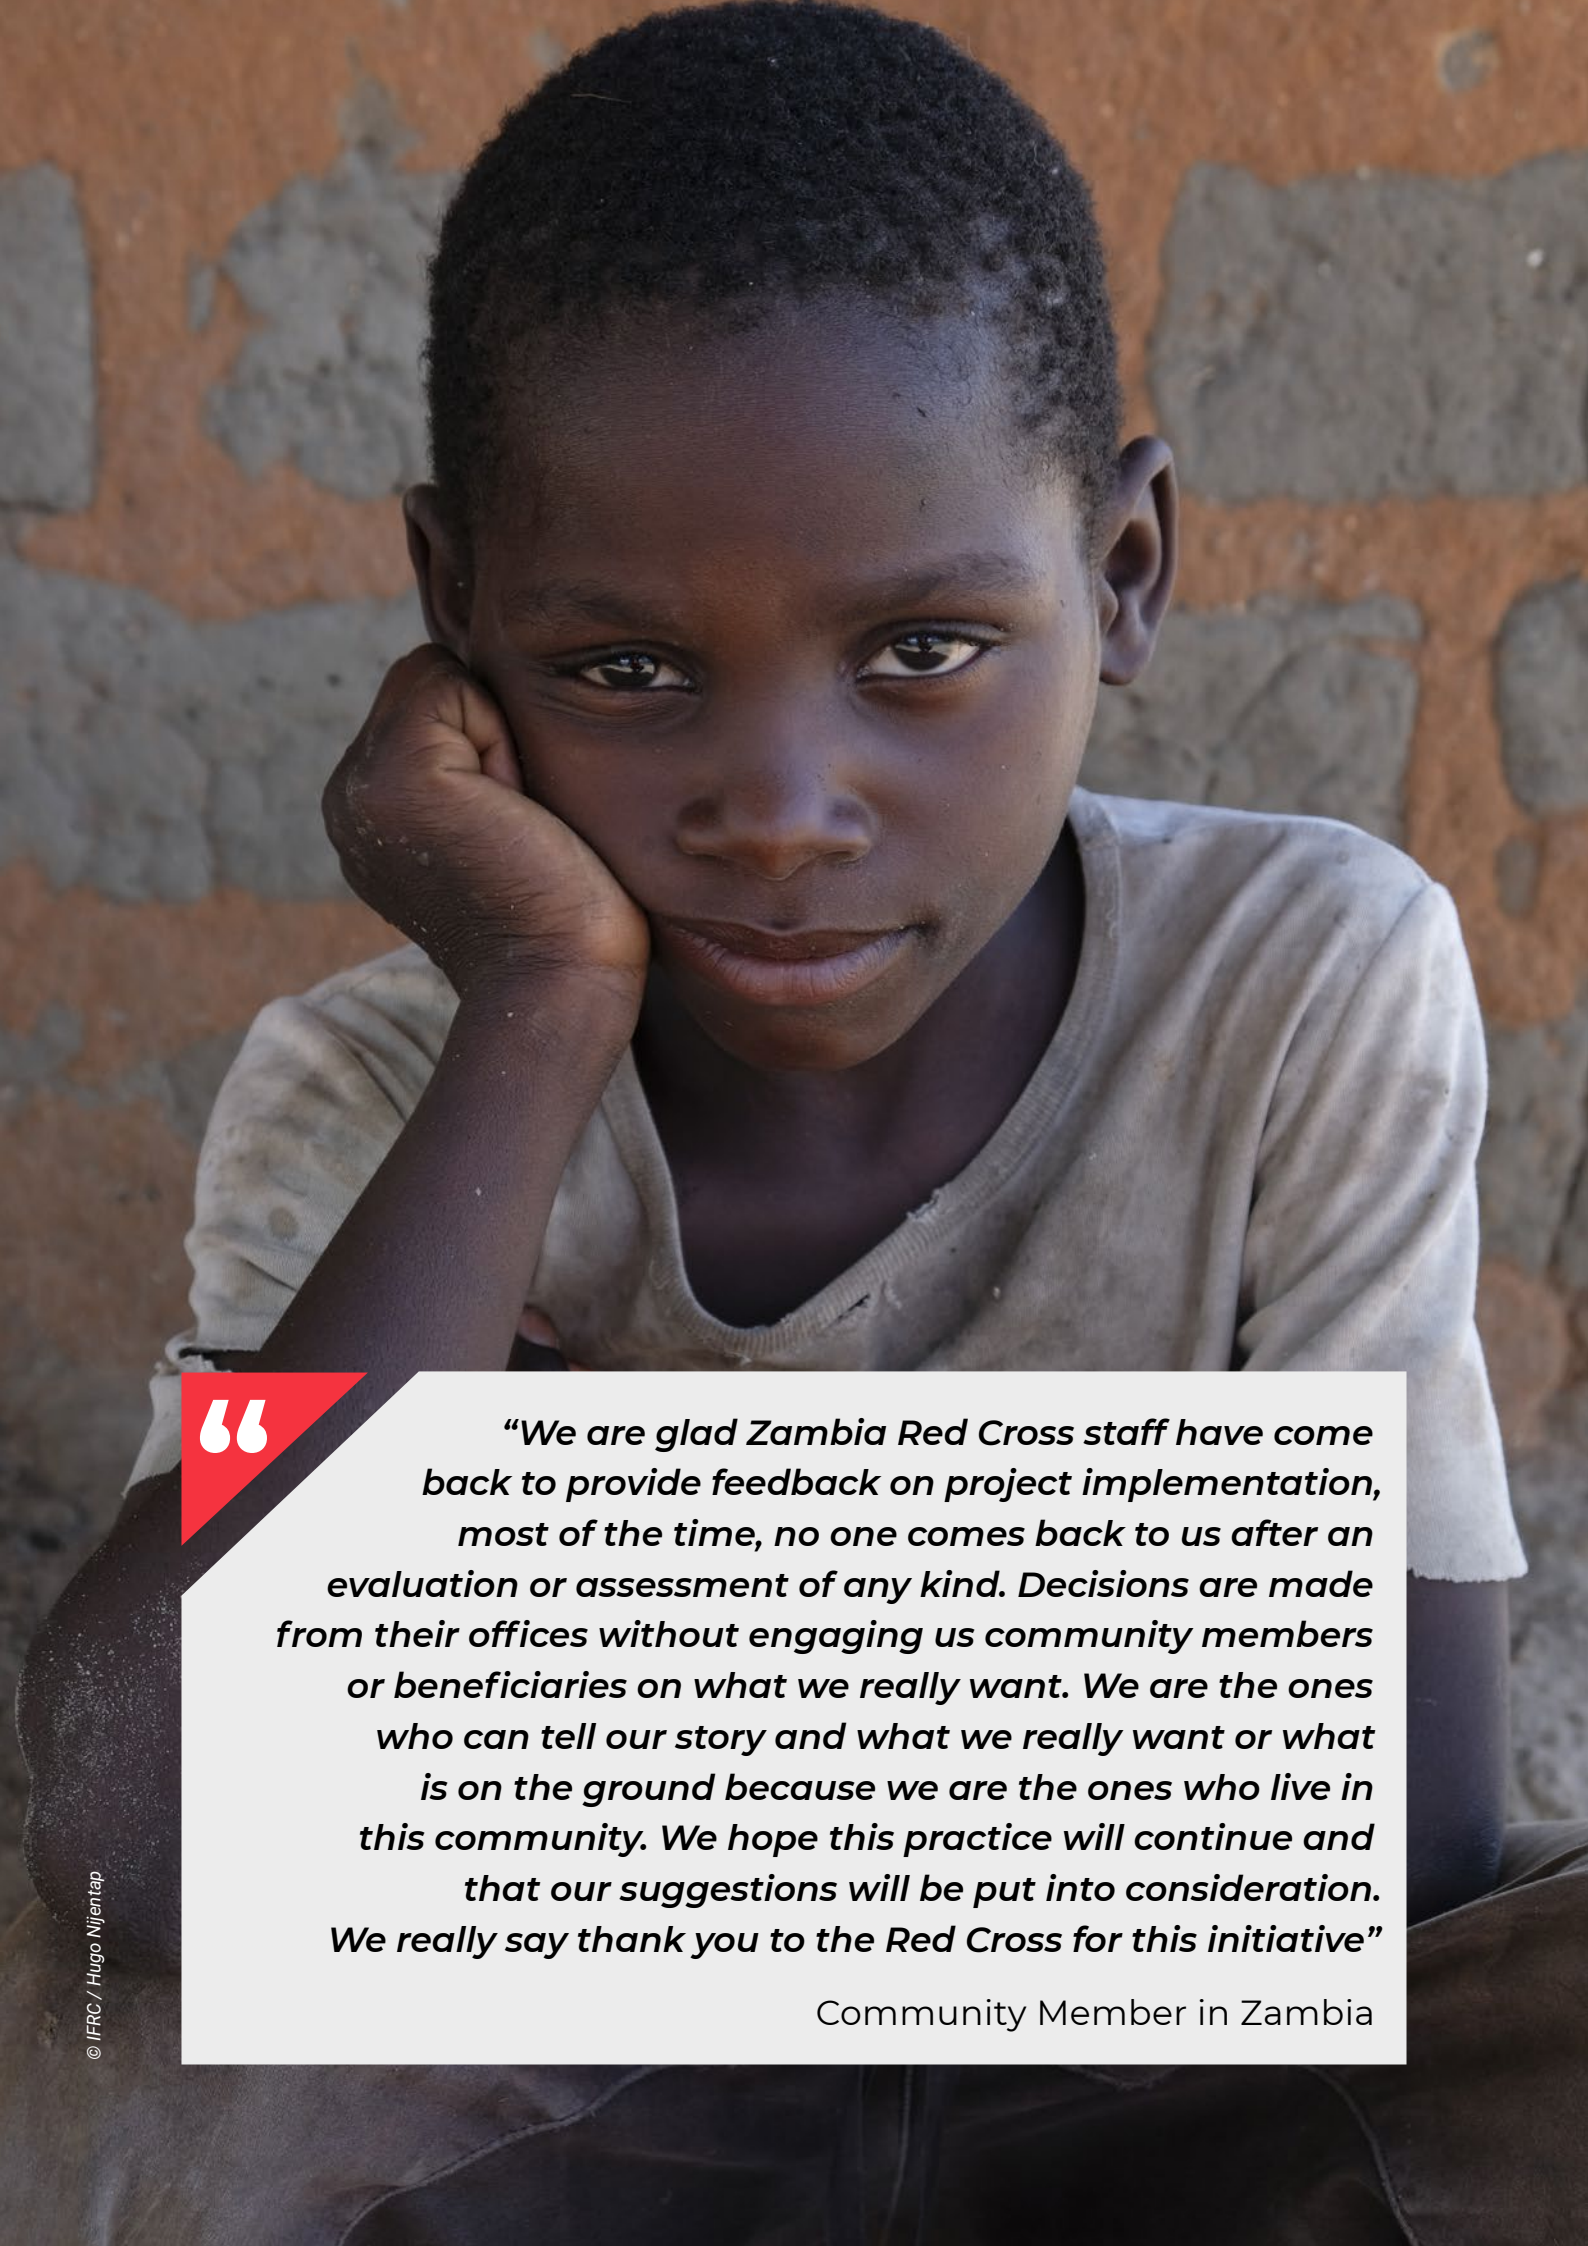 “We are glad Zambia Red Cross staff have come
back to provide feedback on project implementation,
most of the time, no one comes back to us after an
evaluation or assessment of any kind. Decisions are made
from their offices without engaging us community members
or beneficiaries on what we really want. We are the ones
who can tell our story and what we really want or what
is on the ground because we are the ones who live in
this community. We hope this practice will continue and
that our suggestions will be put into consideration.
We really say thank you to the Red Cross for this initiative”
Community Member in Zambia
© IFRC / Hugo Nijentap